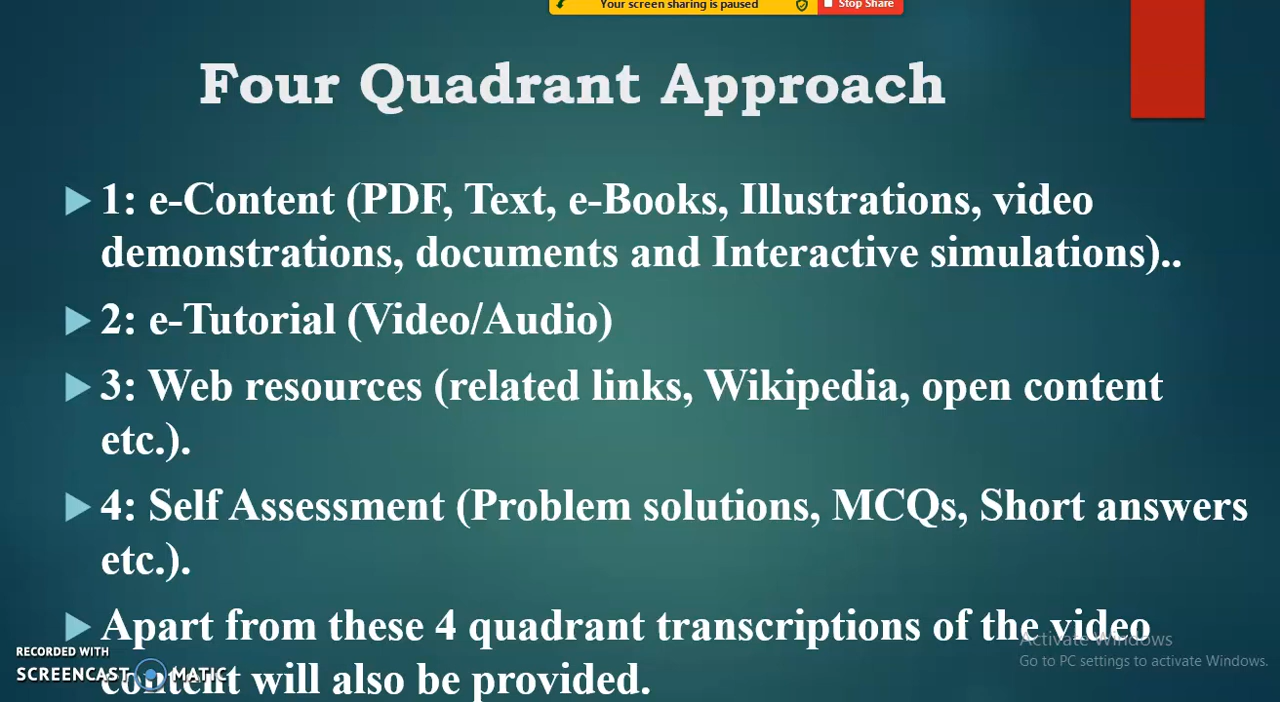 Your screen sharing is paused
Stop Share
Four Quadrant Approach
1: e-Content (PDF, Text, e-Books, Illustrations, video
demonstrations, documents and Interactive simulations)..
2: e-Tutorial (Video/Audio)
3: Web resources (related links, Wikipedia, open content
etc.).
4: Self Assessment (Problem solutions, MCQs, Short answers
etc.).
Apart from these 4 quadrant transcriptions of the video
content will also be provided.
Activate Windows
Go to PC settings to activate Windows.
RECORDED WITH
SCREENCAST MATIC